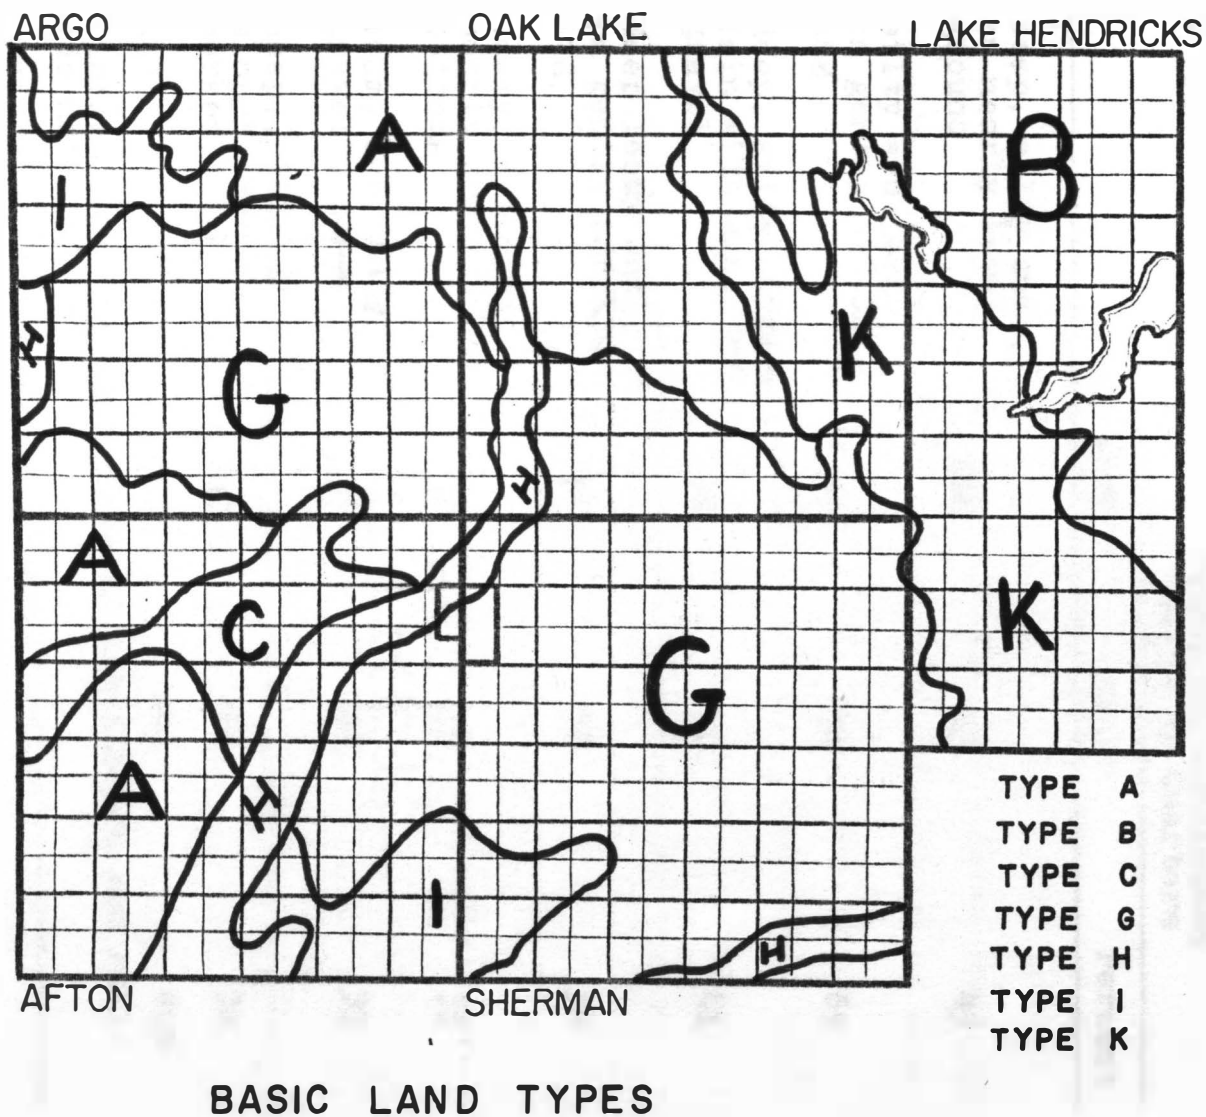 ARGO
OAK LAKE
LAKE HENDRICKS
A
B
I
K
H
G
H
A
C
K
G
A
H
I
H
TYPE A
TYPE B
TYPE C
TYPE G
TYPE H
TYPE I
TYPE K
AFTON
SHERMAN
BASIC LAND TYPES